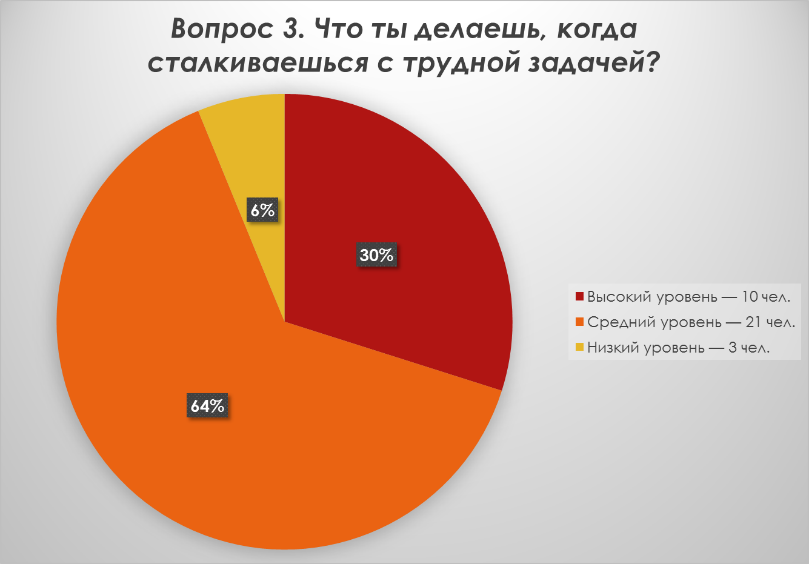 Вопрос 3. Что ты делаешь, когда
сталкиваешься с трудной задачей?
6%
30%
64%
Высокий уровень — 10 чел.
Средний уровень — 21 чел.
Низкий уровень — 3 чел.